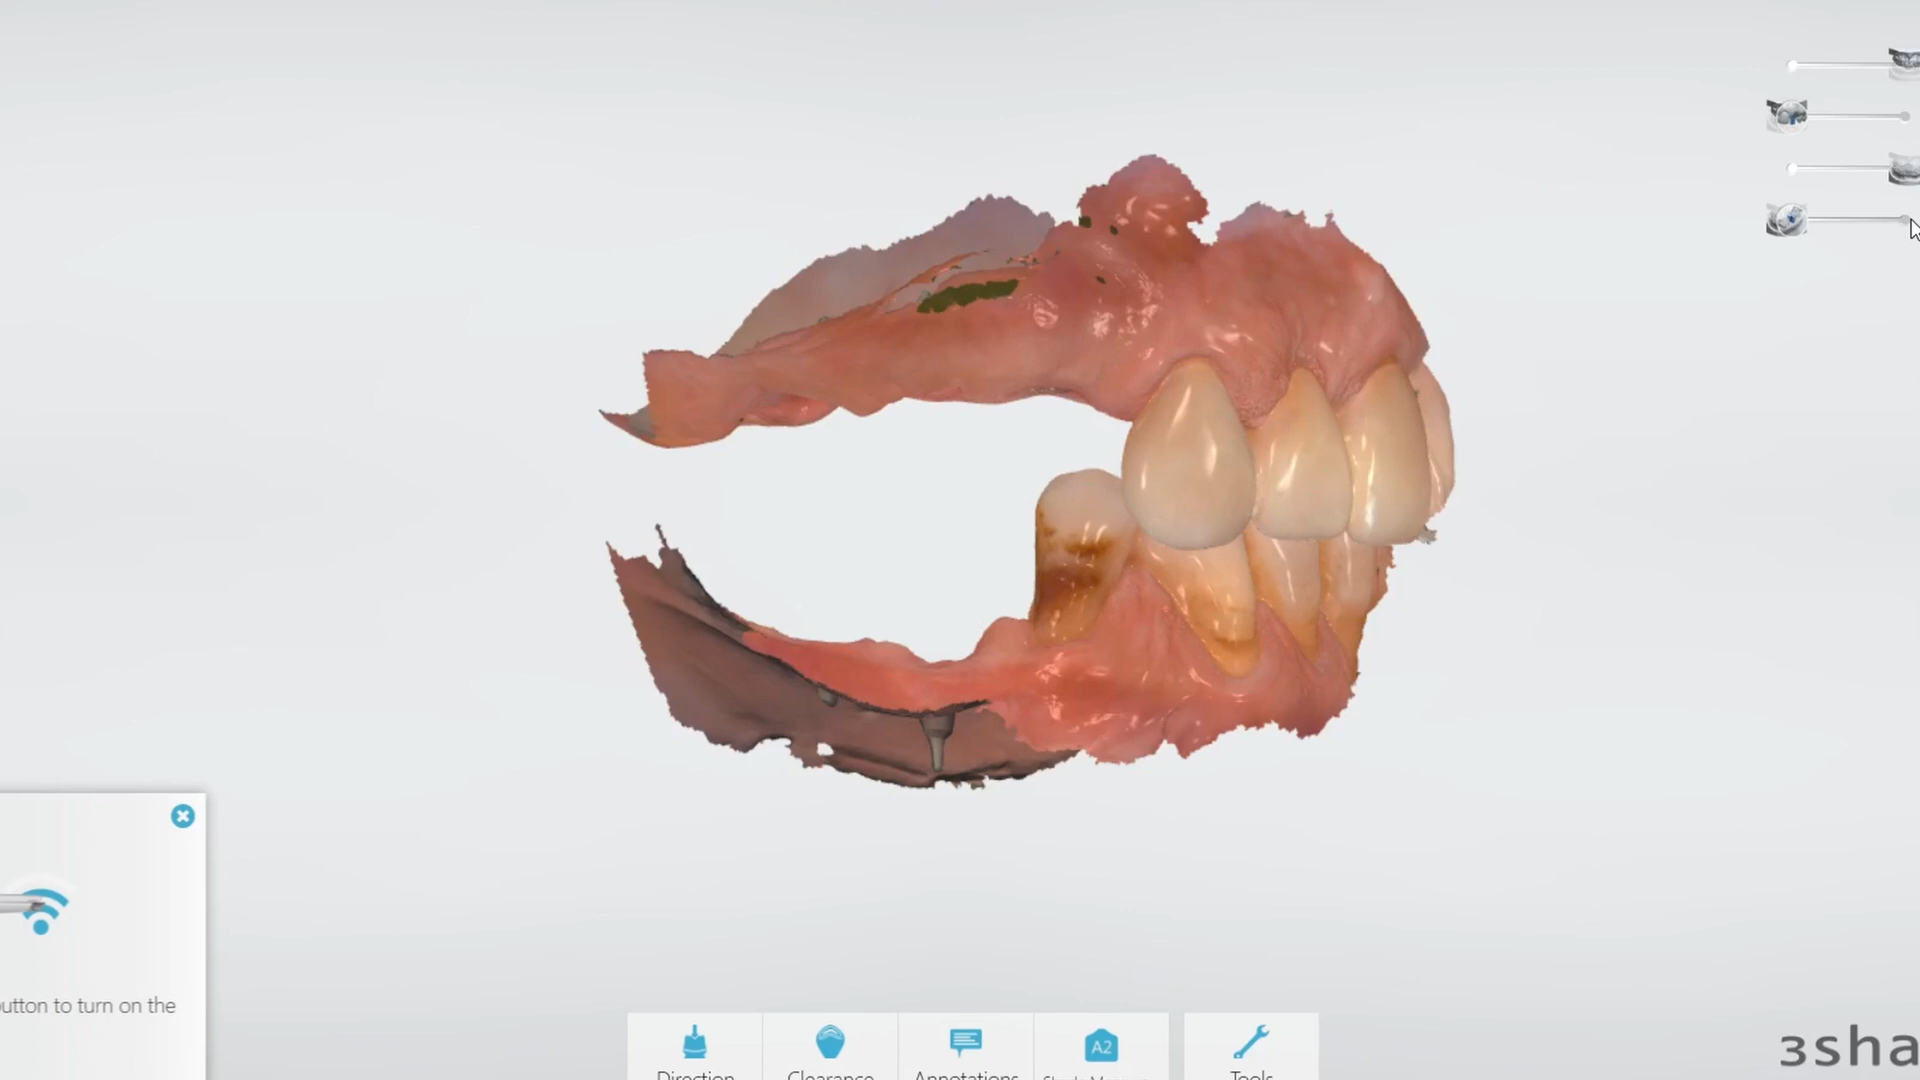 utton to turn on the
Direction
Clearance
Annotations
A2
Tools
3sha